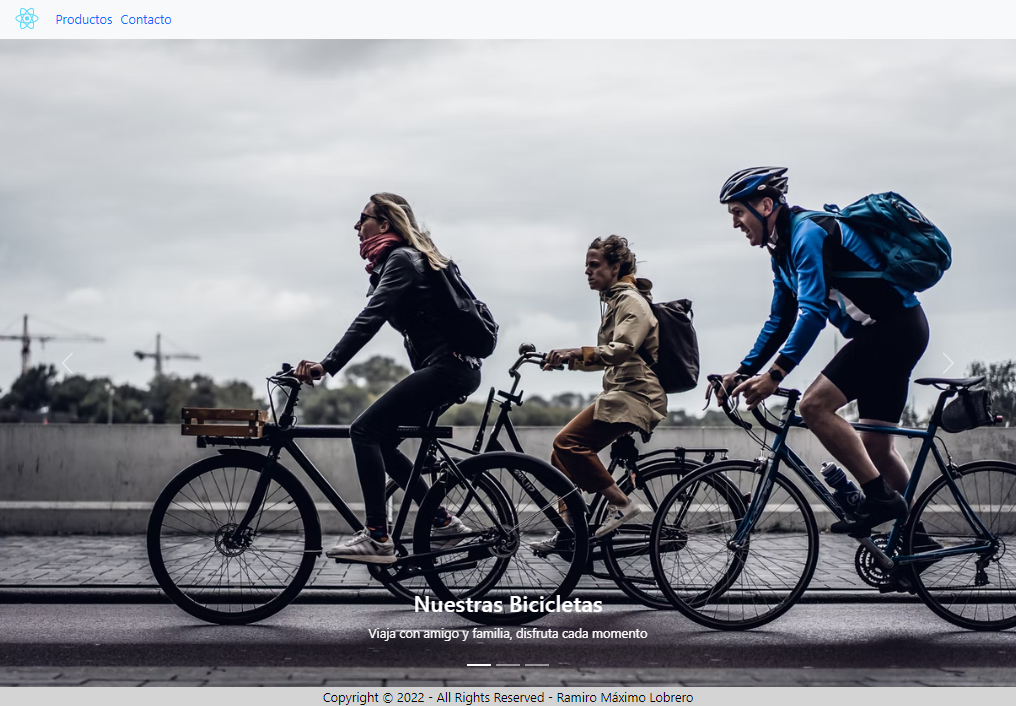 Productos Contacto
Nuestras Bicicletas
Viaja con amigo y familia, disfruta cada momento
Copyright © 2022 - All Rights Reserved - Ramiro Máximo Lobrero